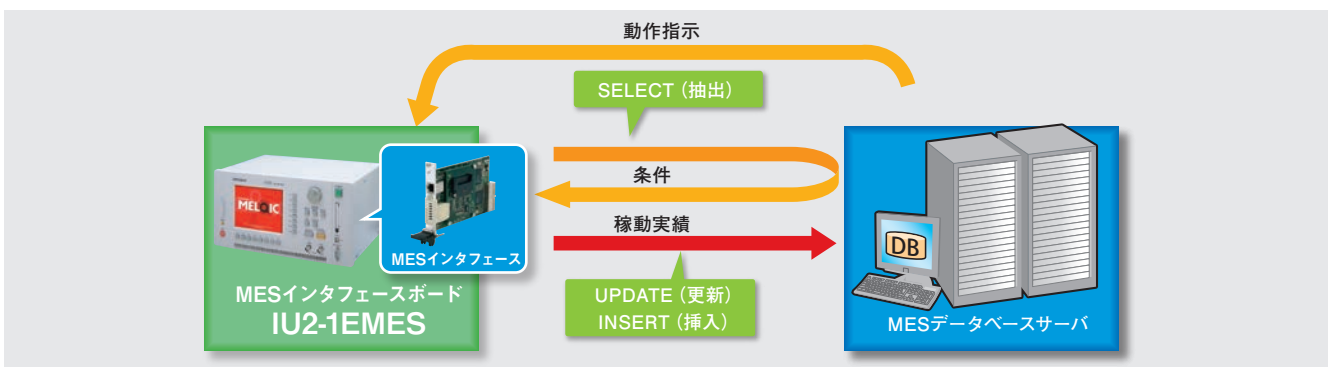 動作指示
SELECT（抽出）
条件
稼動実績
MELQIC
MESインタフェース
MESインタフェースボード
IU2-1EMES
UPDATE（更新）
INSERT（挿入）
DB
MESデータベースサーバ